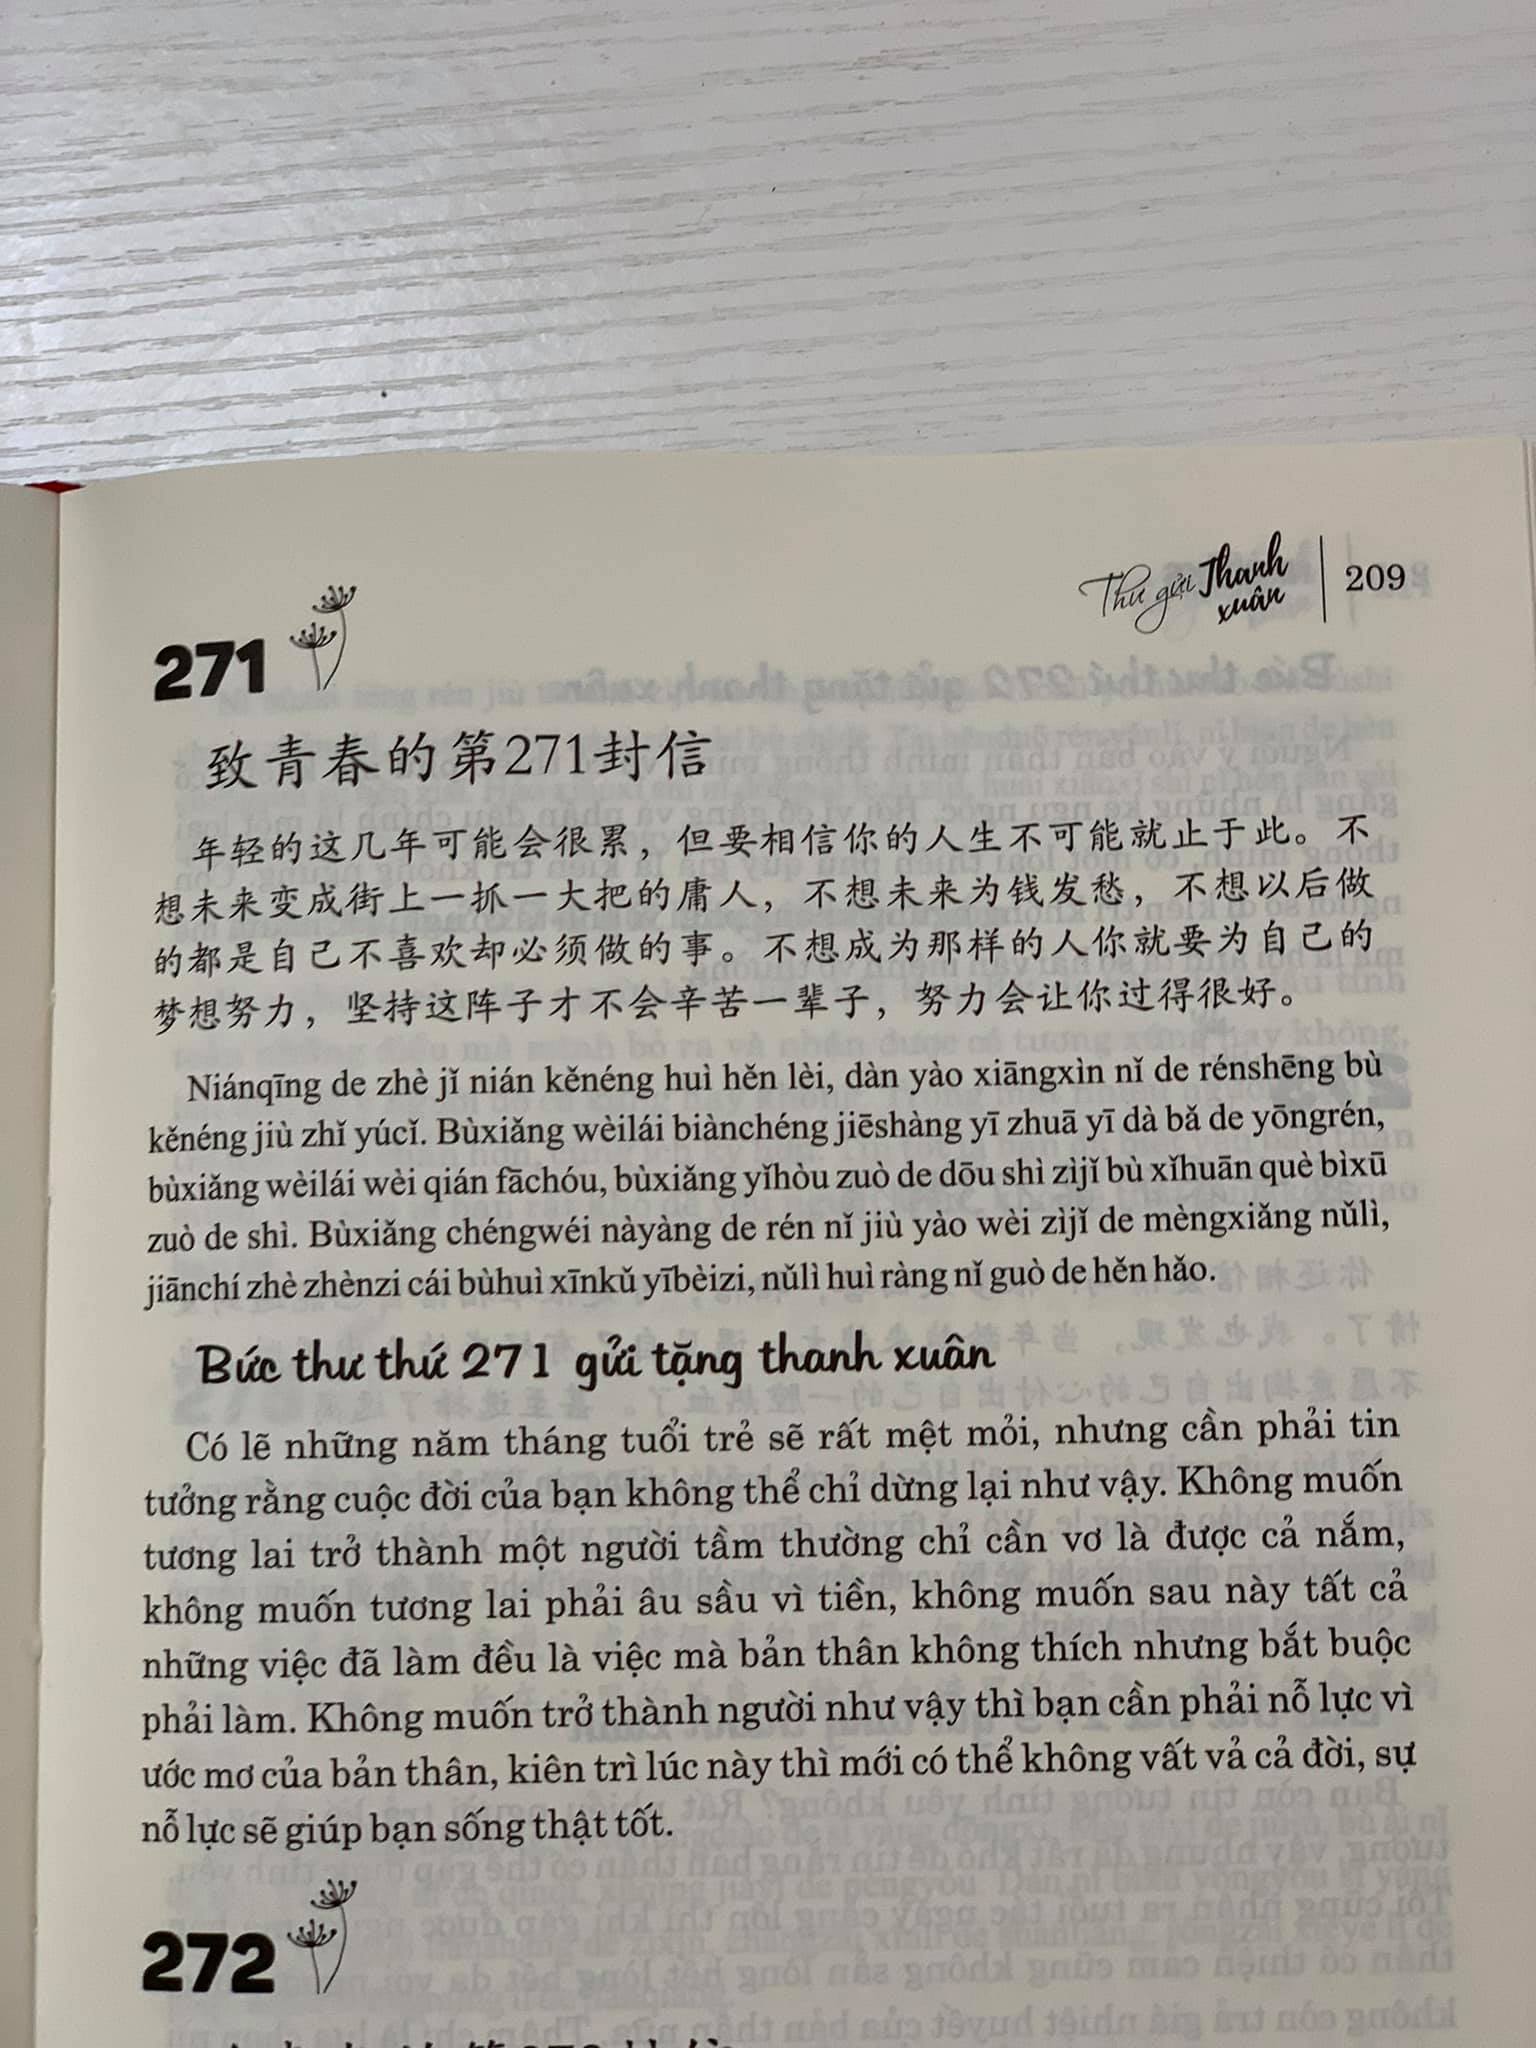 Thư gửi Thanh xuân | 209
271
致青春的第271封信
年轻的这几年可能会很累，但要相信你的人生不可能就止于此。不
想未来变成街上一抓一大把的庸人，不想未来为钱发愁，不想以后做
的都是自己不喜欢却必须做的事。不想成为那样的人你就要为自己的
梦想努力，坚持这阵子才不会辛苦一辈子，努力会让你过得很好。
Niánqīng de zhè jǐ nián kěnéng huì hěn lèi, dàn yào xiāngxìn nǐ de rénshēng bù
kěnéng jiù zhǐ yúcǐ. Bùxiǎng wèilái biànchéng jiēshàng yī zhuā yī dà bǎ de yōngrén,
bùxiǎng wèilái wèi qián fāchóu, bùxiǎng yǐhòu zuò de dōu shì zìjǐ bù xǐhuān què bìxū
zuò de shì. Bùxiǎng chéngwéi nàyàng de rén nǐ jiù yào wèi zìjǐ de mèngxiǎng nǔlì,
jiānchí zhè zhènzi cái bùhuì xīnkǔ yībèizi, nǔlì huì ràng nǐ guò de hěn hǎo.
Bức thư thứ 271 gửi tặng thanh xuân
Có lẽ những năm tháng tuổi trẻ sẽ rất mệt mỏi, nhưng cần phải tin
tưởng rằng cuộc đời của bạn không thể chỉ dừng lại như vậy. Không muốn
tương lai trở thành một người tầm thường chỉ cần vơ là được cả nắm,
không muốn tương lai phải âu sầu vì tiền, không muốn sau này tất cả
những việc đã làm đều là việc mà bản thân không thích nhưng bắt buộc
phải làm. Không muốn trở thành người như vậy thì bạn cần phải nỗ lực vì
ước mơ của bản thân, kiên trì lúc này thì mới có thể không vất vả cả đời, sự
nỗ lực sẽ giúp bạn sống thật tốt.
272